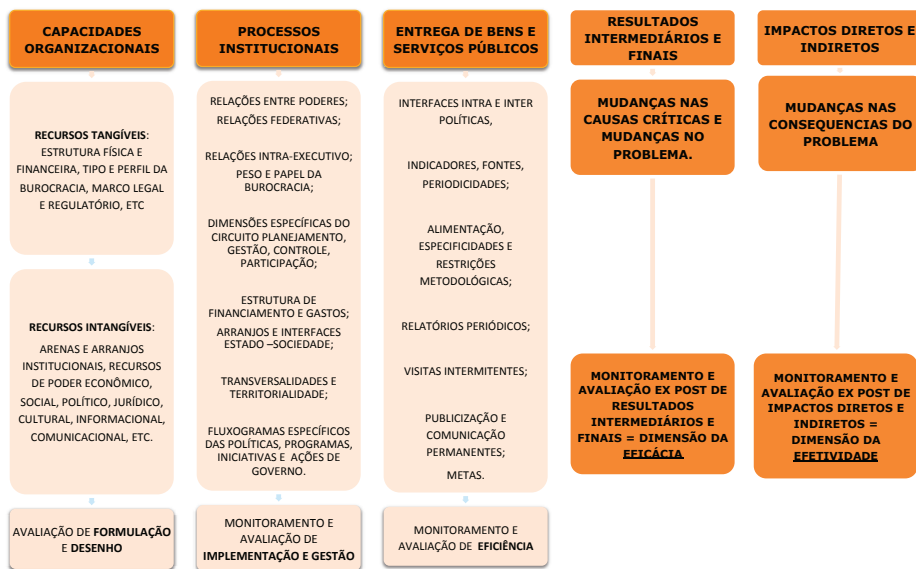 CAPACIDADES
ORGANIZACIONAIS
RECURSOS TANGÍVEIS:
ESTRUTURA FÍSICA E
FINANCEIRA, TIPO E PERFIL DA
BUROCRACIA, MARCO LEGAL
E REGULATÓRIO, ETC
RECURSOS INTANGÍVEIS:
ARENAS E ARRANJOS
INSTITUCIONAIS, RECURSOS
DE PODER ECONÔMICO,
SOCIAL, POLÍTICO, JURÍDICO,
CULTURAL, INFORMACIONAL,
COMUNICACIONAL, ETC.
AVALIAÇÃO DE FORMULAÇÃO
E DESENHO
PROCESSOS
INSTITUCIONAIS
RELAÇÕES ENTRE PODERES;
RELAÇÕES FEDERATIVAS;
RELAÇÕES INTRA-EXECUTIVO;
PESO E PAPEL DA
BUROCRACIA;
DIMENSÕES ESPECÍFICAS DO
CIRCUITO PLANEJAMENTO,
GESTÃO, CONTROLE,
PARTICIPAÇÃO;
ESTRUTURA DE
FINANCIAMENTO E GASTOS;
ARRANJOS E INTERFACES
ESTADO –SOCIEDADE;
TRANSVERSALIDADES E
TERRITORIALIDADE;
FLUXOGRAMAS ESPECÍFICOS
DAS POLÍTICAS, PROGRAMAS,
INICIATIVAS E AÇÕES DE
GOVERNO.
MONITORAMENTO E
AVALIAÇÃO DE
IMPLEMENTAÇÃO E GESTÃO
ENTREGA DE BENS E
SERVIÇOS PÚBLICOS
INTERFACES INTRA E INTER
POLÍTICAS,
INDICADORES, FONTES,
PERIODICIDADES;
ALIMENTAÇÃO,
ESPECIFICIDADES E
RESTRIÇÕES
METODOLÓGICAS;
RELATÓRIOS PERIÓDICOS;
VISITAS INTERMITENTES;
PUBLICIZAÇÃO E
COMUNICAÇÃO
PERMANENTES;
METAS.
MONITORAMENTO E
AVALIAÇÃO DE EFICIÊNCIA
RESULTADOS
INTERMEDIÁRIOS E
FINAIS
MUDANÇAS NAS
CAUSAS CRÍTICAS E
MUDANÇAS NO
PROBLEMA.
MONITORAMENTO E
AVALIAÇÃO EX POST DE
RESULTADOS
INTERMEDIÁRIOS E
FINAIS = DIMENSÃO DA
EFICÁCIA
IMPACTOS DIRETOS E
INDIRETOS
MUDANÇAS NAS
CONSEQUENCIAS DO
PROBLEMA
MONITORAMENTO E
AVALIAÇÃO EX POST DE
IMPACTOS DIRETOS E
INDIRETOS =
DIMENSÃO DA
EFETIVIDADE